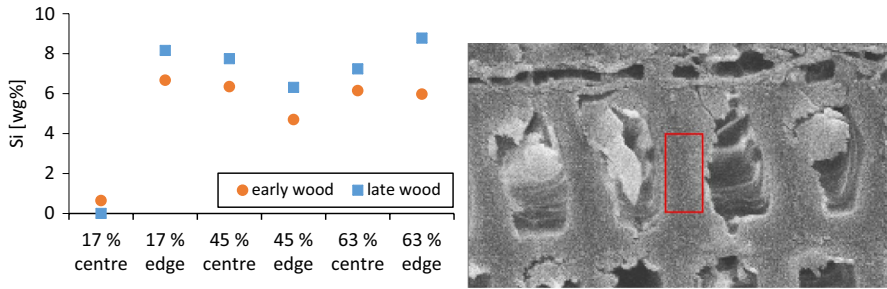 Si [wg%]
10
8
6
4
2
0
early wood late wood
17 % 17 % 45 % 45 % 63 % 63 %
centre edge centre edge centre edge